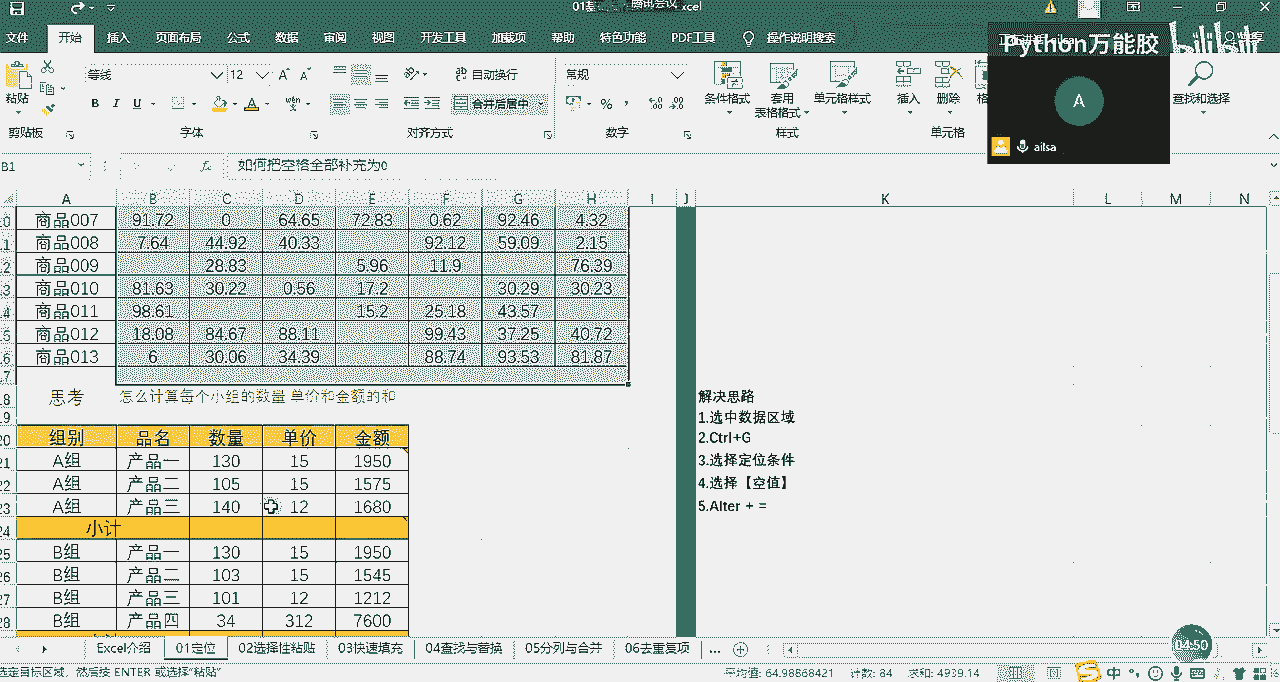 腾讯会议
文件 开始 插入 页面布局 公式 数据 审阅 视图 开发工具 加载项 帮助 特色功能 PDF工具 操作说明搜索
Python万能胶 bilibili
A
ailsa
粘贴 等线 12 自动换行 常规 条件格式 套用 表格格式 单元格样式 插入 删除 查找和选择
B I U 合并后居中 %
剪贴板 字体 对齐方式 数字 样式 单元格
B1 fx 如何把空格全部补充为0
A B C D E F G H I J K L M N
商品007 91.72 0 64.65 72.83 0.62 92.46 4.32
商品008 7.64 44.92 40.33 92.12 59.09 2.15
商品009 28.83 5.96 11.9 76.39
商品010 81.63 30.22 0.56 17.2 30.29 30.23
商品011 98.61 15.2 25.18 43.57
商品012 18.08 84.67 88.11 99.43 37.25 40.72
商品013 6 30.06 34.39 88.74 93.53 81.87
思考 怎么计算每个小组的数量 单价和金额的和
解决思路
1.选中数据区域
2.Ctrl+G
3.选择定位条件
4.选择【空值】
5.Alter + =
组别 品名 数量 单价 金额
A组 产品一 130 15 1950
A组 产品二 105 15 1575
A组 产品三 140 12 1680
小计
B组 产品一 130 15 1950
B组 产品二 103 15 1545
B组 产品三 101 12 1212
B组 产品四 34 312 7600
Excel介绍 01定位 02选择性粘贴 03快速填充 04查找与替换 05分列与合并 06去重复项 ...
04:50
选定目标区域，然后按 ENTER 或选择"粘贴" 平均值: 64.98868421 计数: 84 求和: 4939.14 中